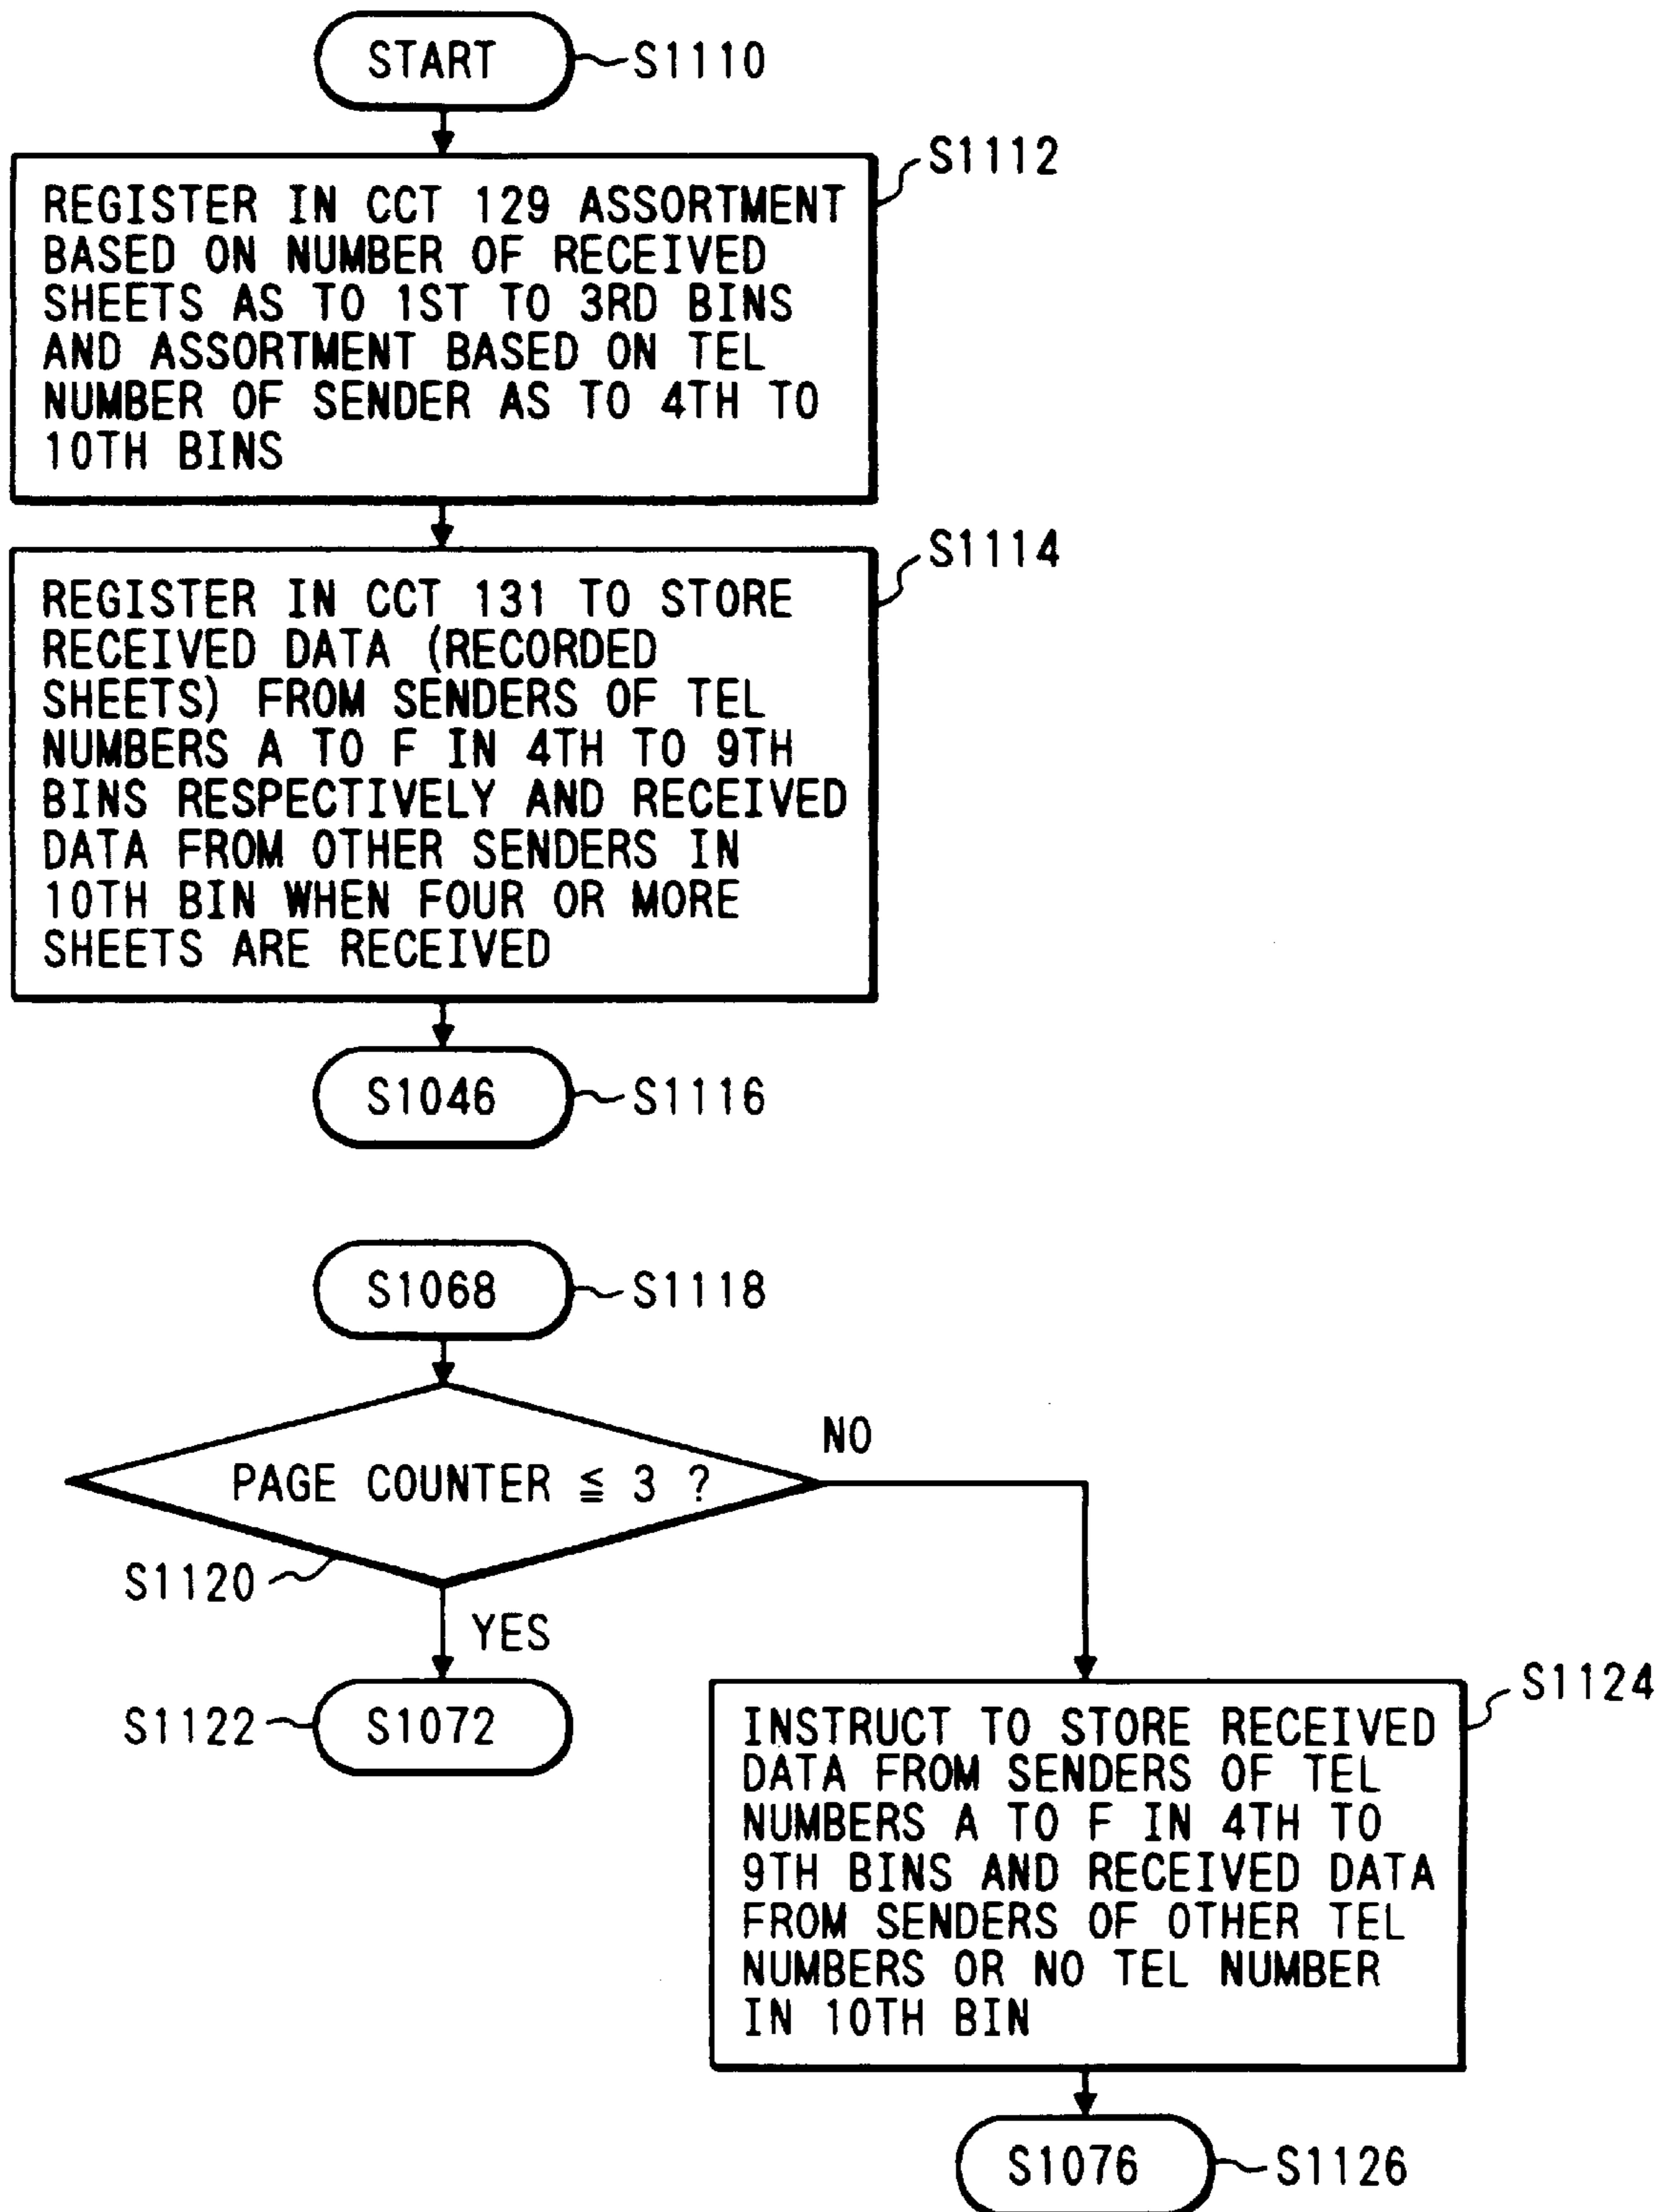 START
S1110
S1112
REGISTER IN CCT 129 ASSORTMENT
BASED ON NUMBER OF RECEIVED
SHEETS AS TO 1ST TO 3RD BINS
AND ASSORTMENT BASED ON TEL
NUMBER OF SENDER AS TO 4TH TO
10TH BINS
S1114
REGISTER IN CCT 131 TO STORE
RECEIVED DATA (RECORDED
SHEETS) FROM SENDERS OF TEL
NUMBERS A TO F IN 4TH TO 9TH
BINS RESPECTIVELY AND RECEIVED
DATA FROM OTHER SENDERS IN
10TH BIN WHEN FOUR OR MORE
SHEETS ARE RECEIVED
S1046
S1116
S1068
S1118
PAGE COUNTER ≦ 3 ?
NO
S1120
YES
S1122
S1072
S1124
INSTRUCT TO STORE RECEIVED
DATA FROM SENDERS OF TEL
NUMBERS A TO F IN 4TH TO
9TH BINS AND RECEIVED DATA
FROM SENDERS OF OTHER TEL
NUMBERS OR NO TEL NUMBER
IN 10TH BIN
S1076
S1126